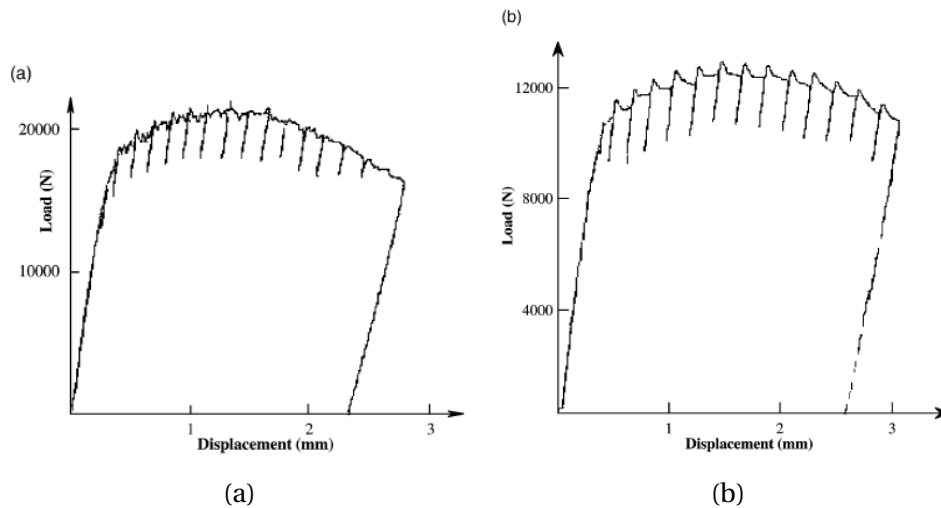 (a)
20000
10000
Load (N)
1
2
3
Displacement (mm)
(a)
(b)
12000
8000
4000
Load (N)
1
2
3
Displacement (mm)
(b)